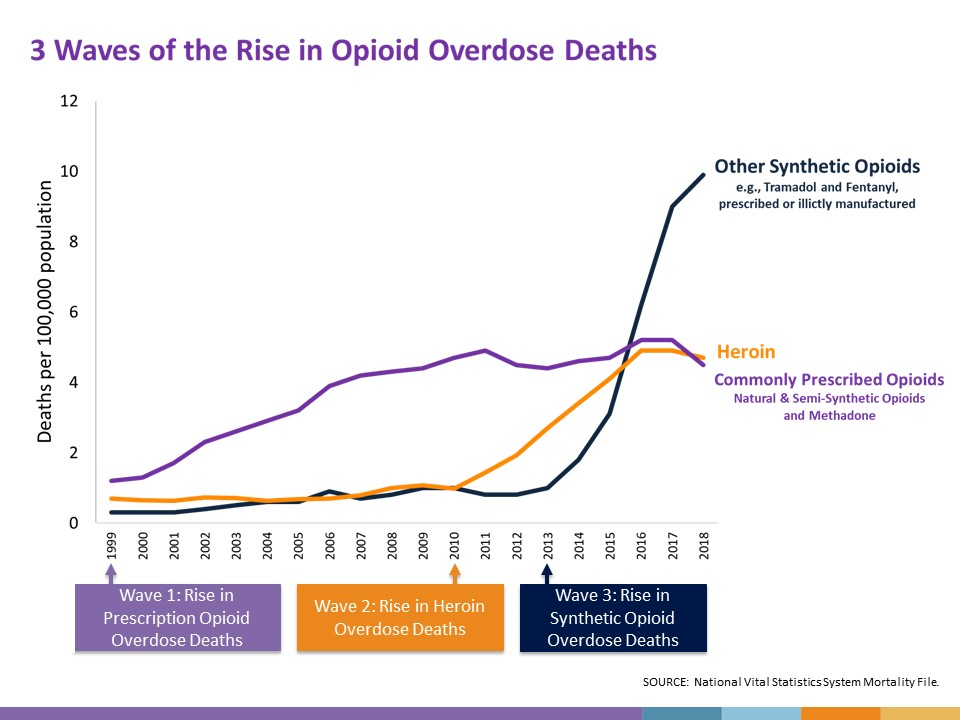 3 Waves of the Rise in Opioid Overdose Deaths
12
10
8
6
4
2
0
Deaths per 100,000 population
Other Synthetic Opioids
e.g., Tramadol and Fentanyl,
prescribed or illictly manufactured
Heroin
Commonly Prescribed Opioids
Natural & Semi-Synthetic Opioids
and Methadone
1999
2000
2001
2002
2003
2004
2005
2006
2007
2008
2009
2010
2011
2012
2013
2014
2015
2016
2017
2018
Wave 1: Rise in
Prescription Opioid
Overdose Deaths
Wave 2: Rise in Heroin
Overdose Deaths
Wave 3: Rise in
Synthetic Opioid
Overdose Deaths
SOURCE: National Vital Statistics System Mortality File.